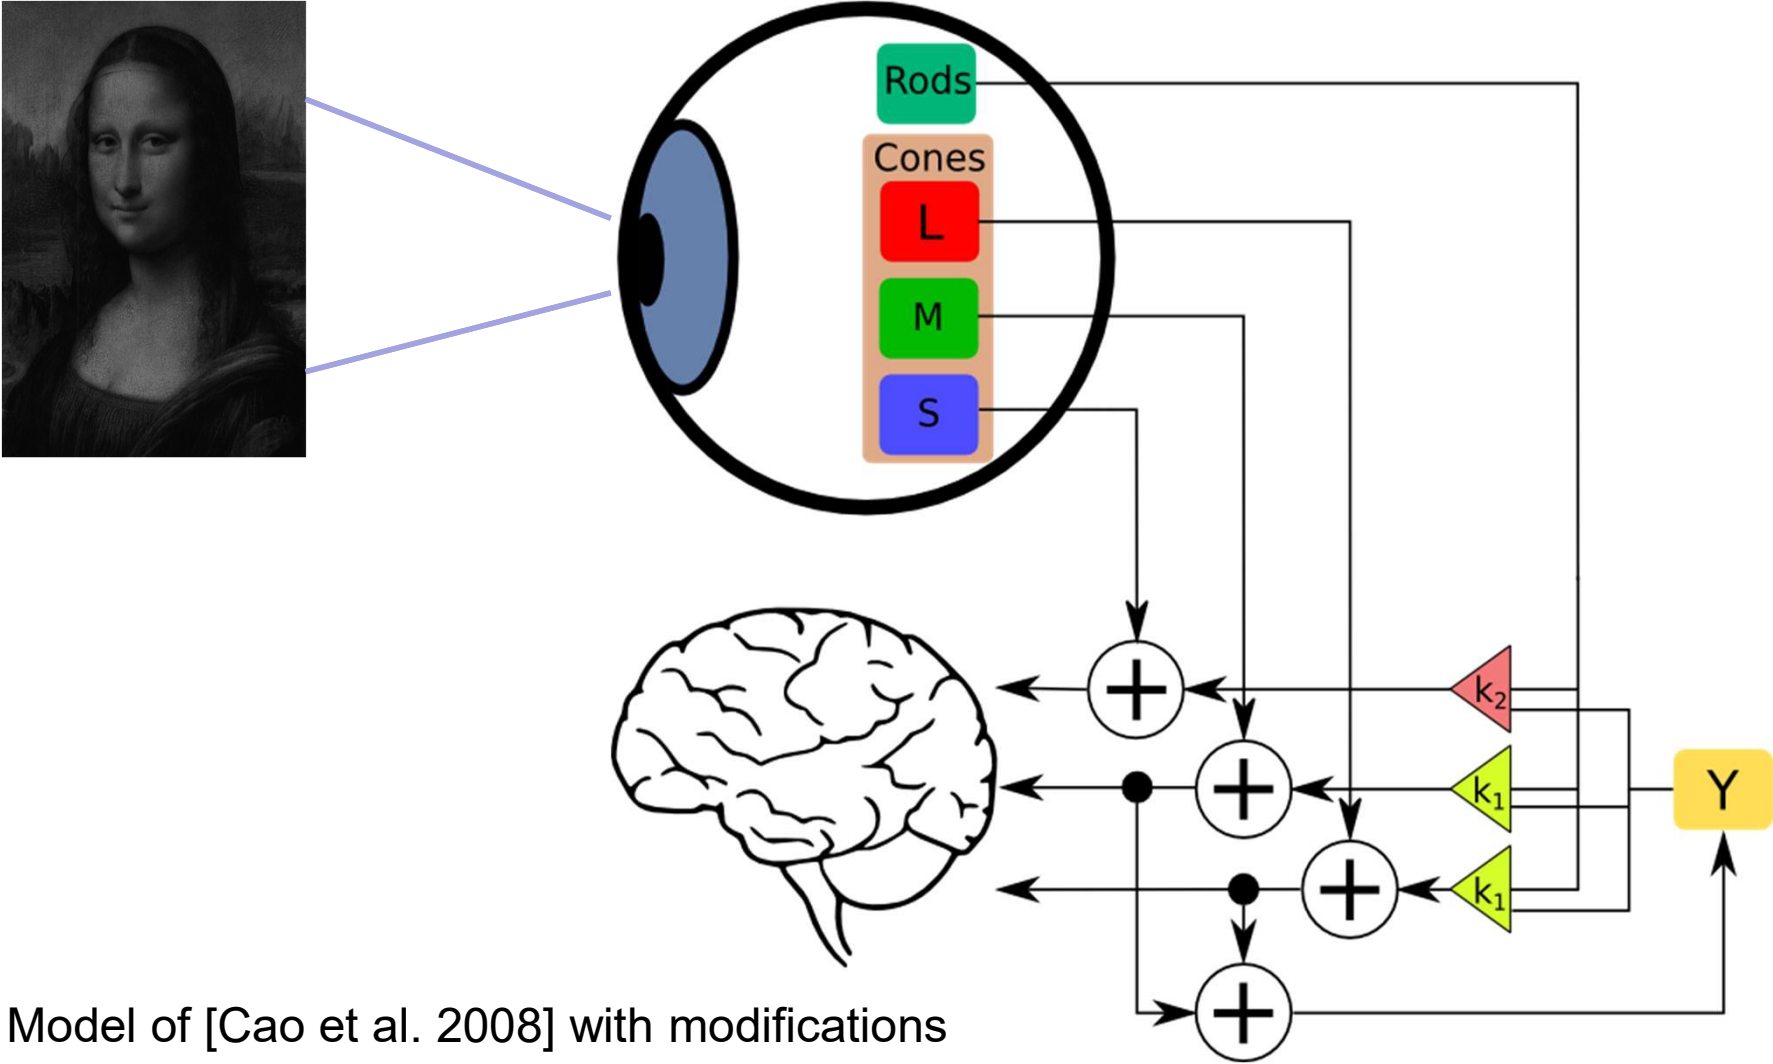 Rods
Cones
L
M
S
k2
k1
Y
k1
Model of [Cao et al. 2008] with modifications